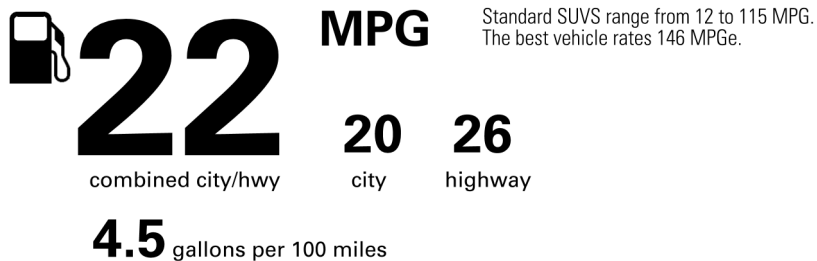 22
MPG
Standard SUVS range from 12 to 115 MPG.
The best vehicle rates 146 MPGe.
combined city/hwy
20
city
26
highway
4.5 gallons per 100 miles